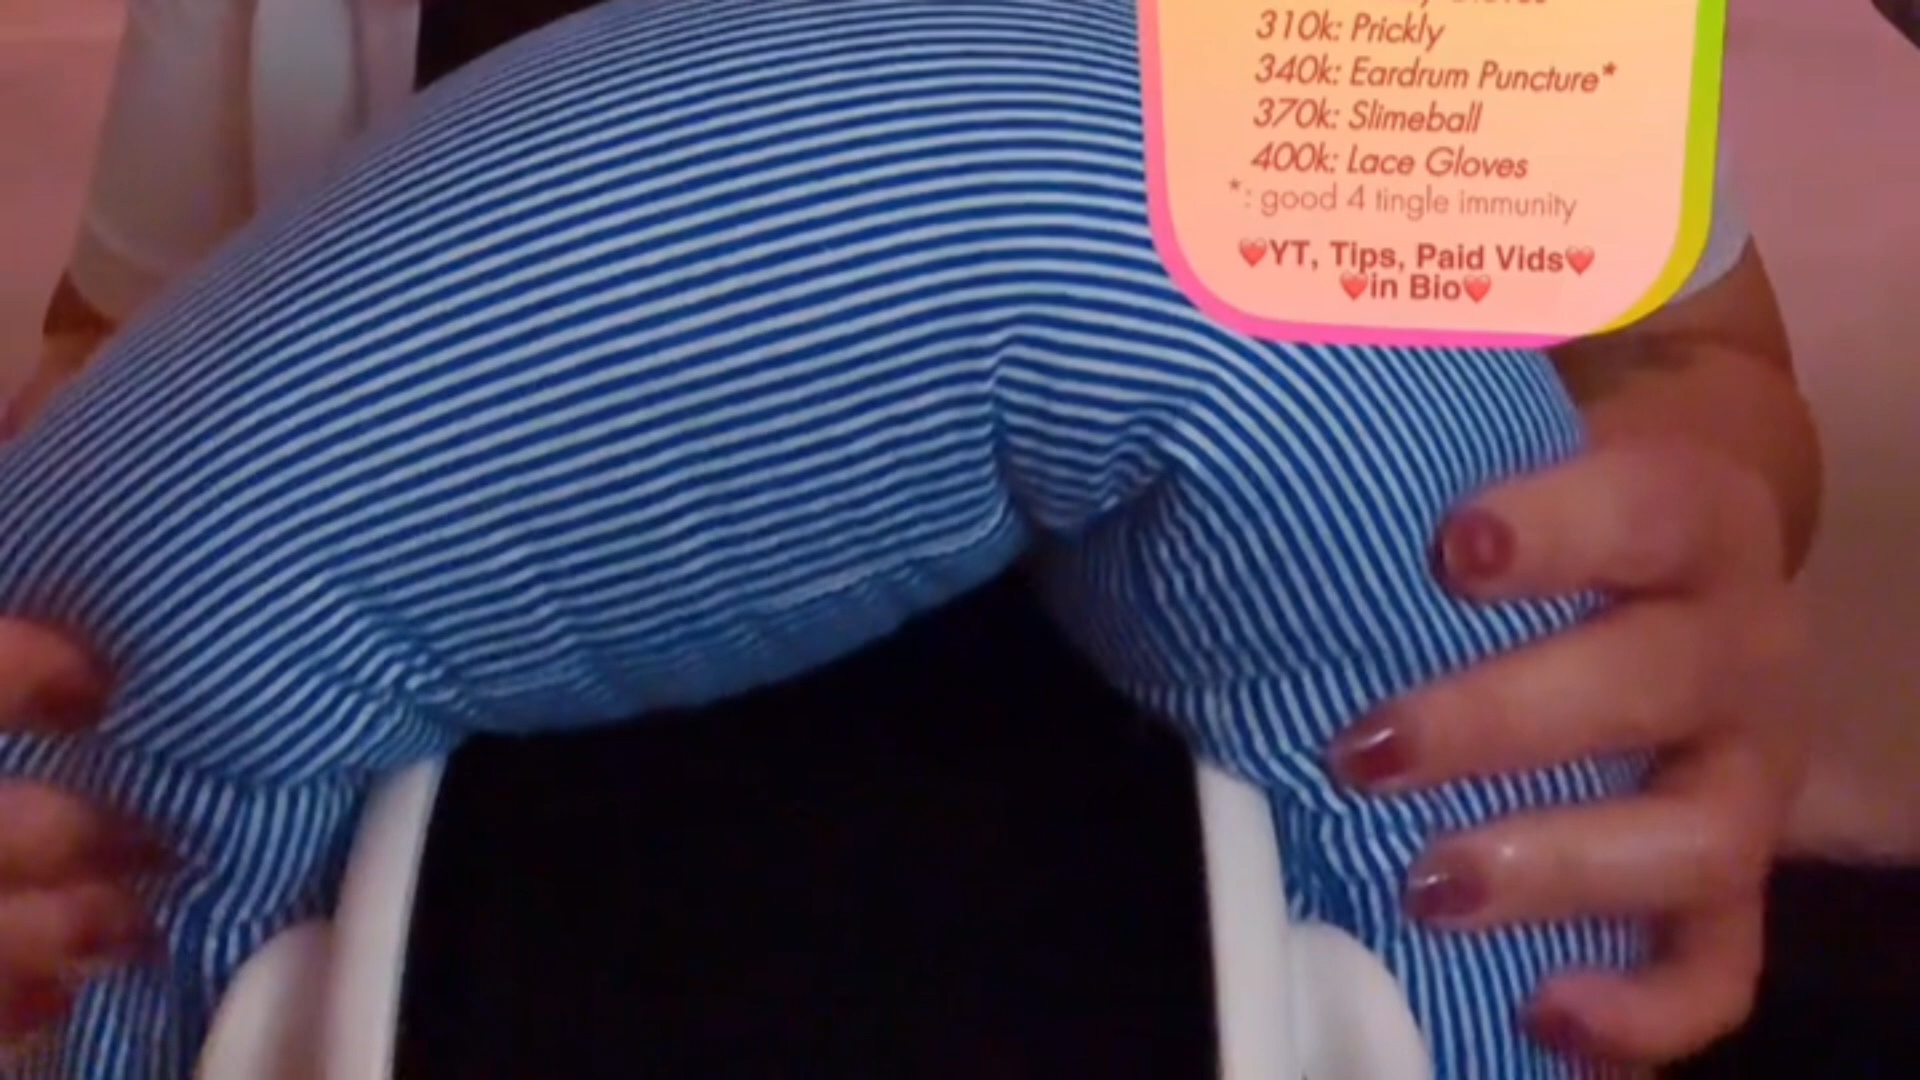 310k: Prickly
340k: Eardrum Puncture*
370k: Slimeball
400k: Lace Gloves
*: good 4 tingle immunity
❤️YT, Tips, Paid Vids❤️
❤️in Bio❤️